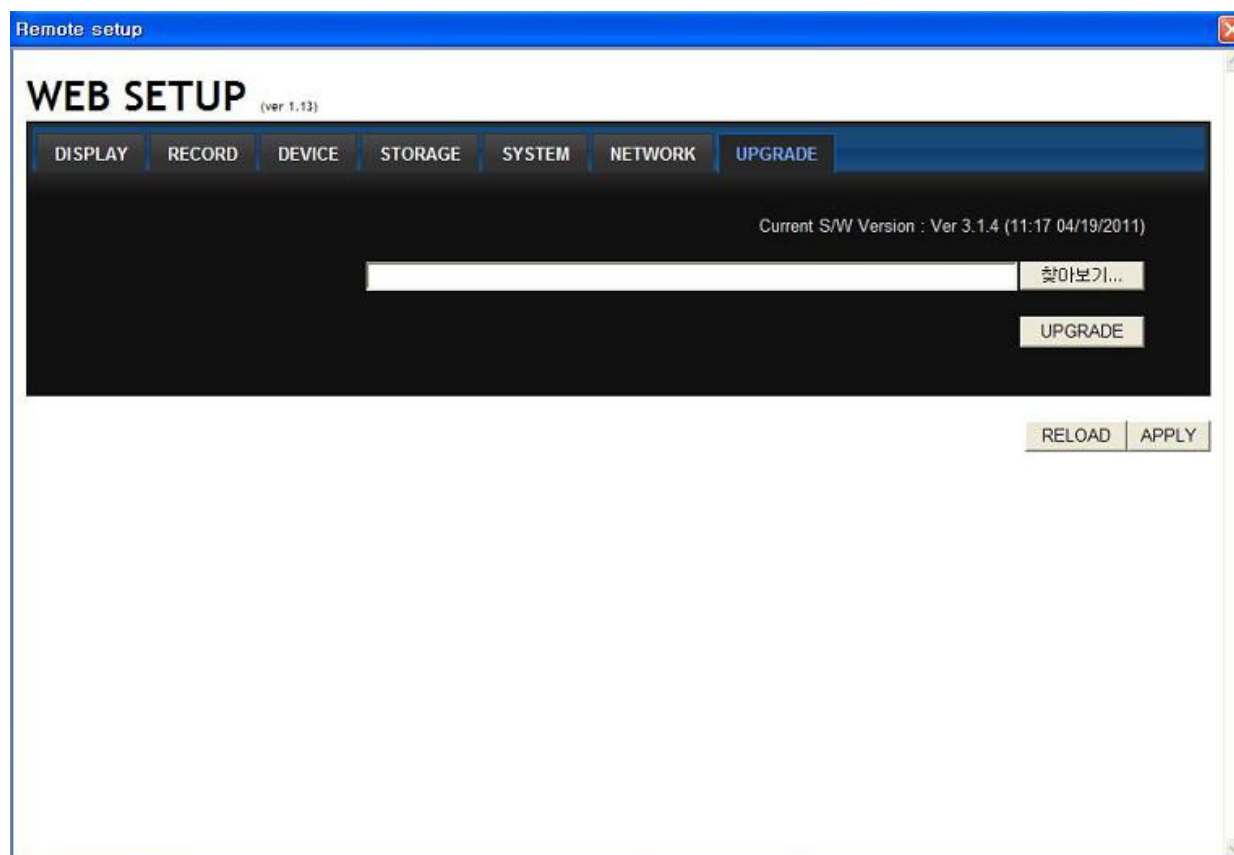 Remote setup
WEB SETUP (ver 1.13)
DISPLAY RECORD DEVICE STORAGE SYSTEM NETWORK UPGRADE
Current S/W Version : Ver 3.1.4 (11:17 04/19/2011)
찾아보기...
UPGRADE
RELOAD APPLY